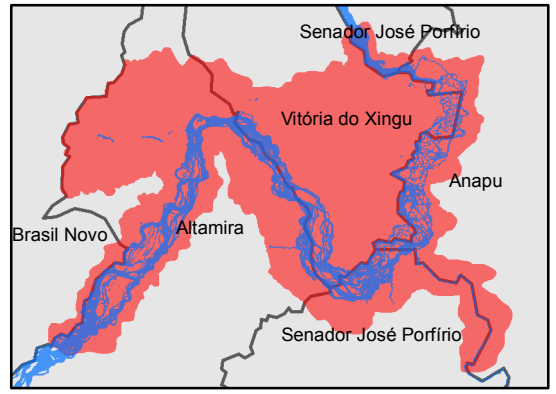 Senador José Porfírio
Vitória do Xingu
Anapu
Brasil Novo
Altamira
Senador José Porfírio